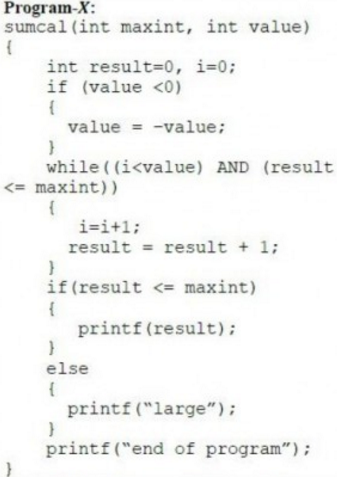 Program-X:
sumcal(int maxint, int value)
{
int result=0, i=0;
if (value <0)
{
value = -value;
}
while((i<value) AND (result
<= maxint))
{
i=i+1;
result = result + 1;
}
if(result <= maxint)
{
printf(result);
}
else
{
printf("large");
}
printf("end of program");
}